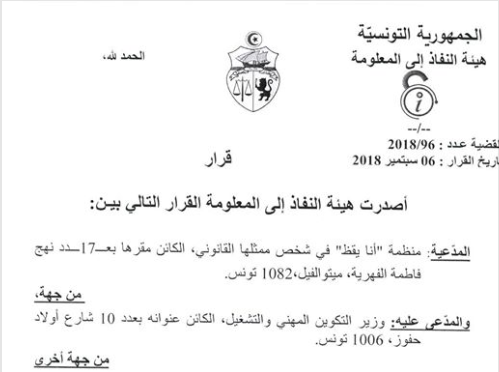 الجمهورية التونسيّة
هيئة النفاذ إلى المعلومة
الحمد لله،
--/--
لقضية عـدد : 2018/96
اريخ القرار : 06 سبتمبر 2018
قرار
أصدرت هيئة النفاذ إلى المعلومة القرار التالي بيـن:
المدّعية: منظمة "أنا يقظ" في شخص ممثلها القانوني، الكائن مقرها بعـــ17ـــدد نهج
فاطمة الفهرية، ميتوالفيل،1082 تونس.
من جهة،
والمدّعى عليه: وزير التكوين المهني والتشغيل، الكائن عنوانه بعدد 10 شارع أولاد
حفوز، 1006 تونس.
من جهة أخرى